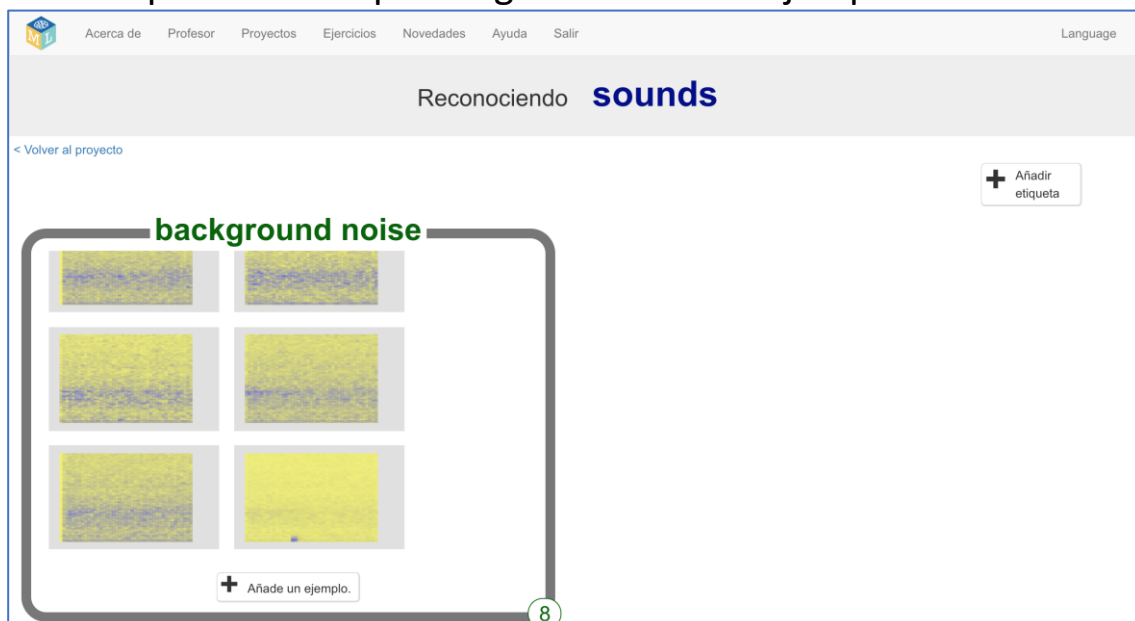 Acerca de Profesor Proyectos Ejercicios Novedades Ayuda Salir Language
Reconociendo sounds
< Volver al proyecto
Añadir
etiqueta
background noise
Añade un ejemplo.
8